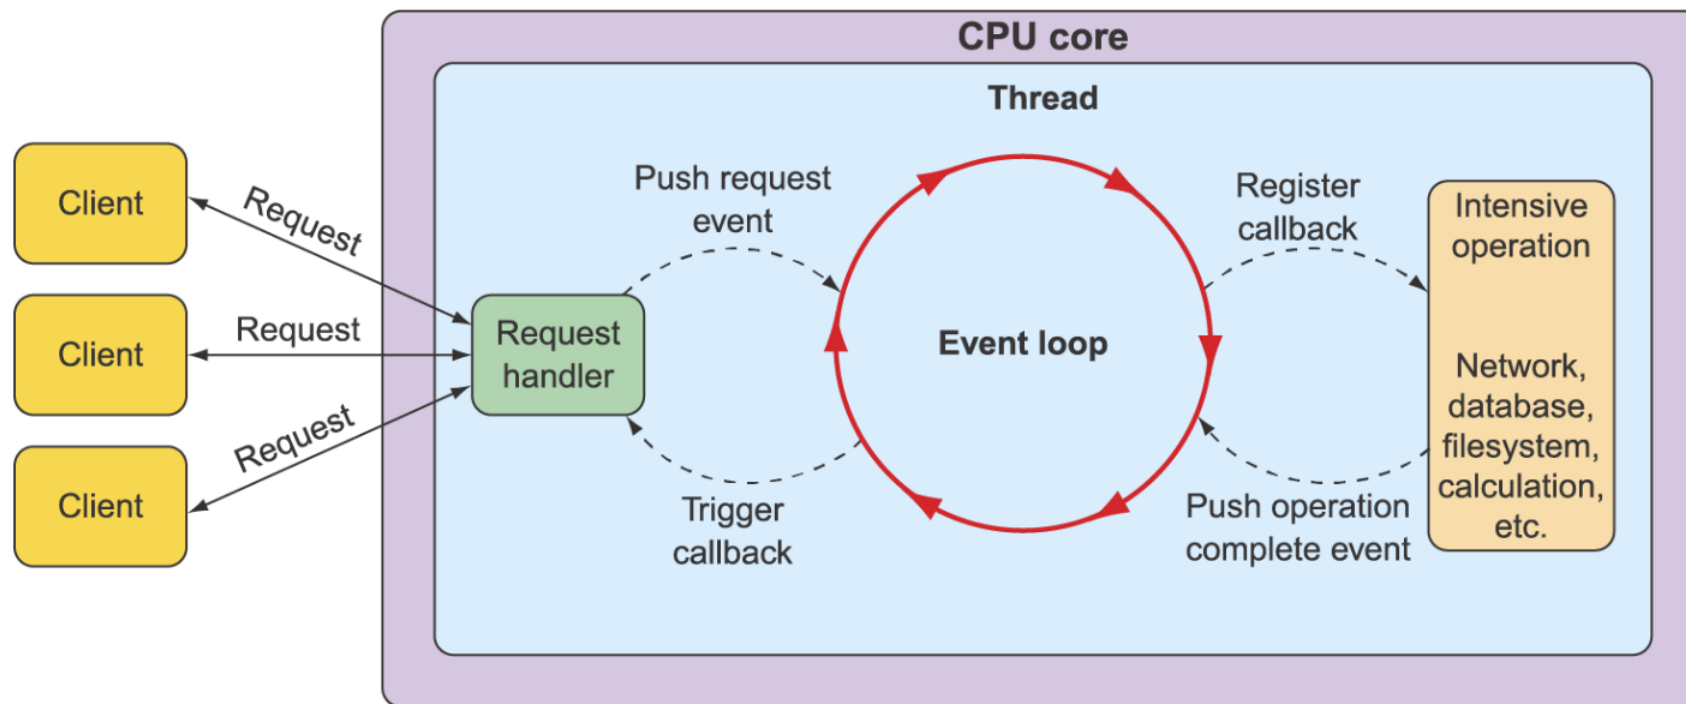 CPU core
Thread
Client
Client
Client
Request
Request
Request
Request
handler
Push request
event
Trigger
callback
Event loop
Register
callback
Push operation
complete event
Intensive
operation
Network,
database,
filesystem,
calculation,
etc.